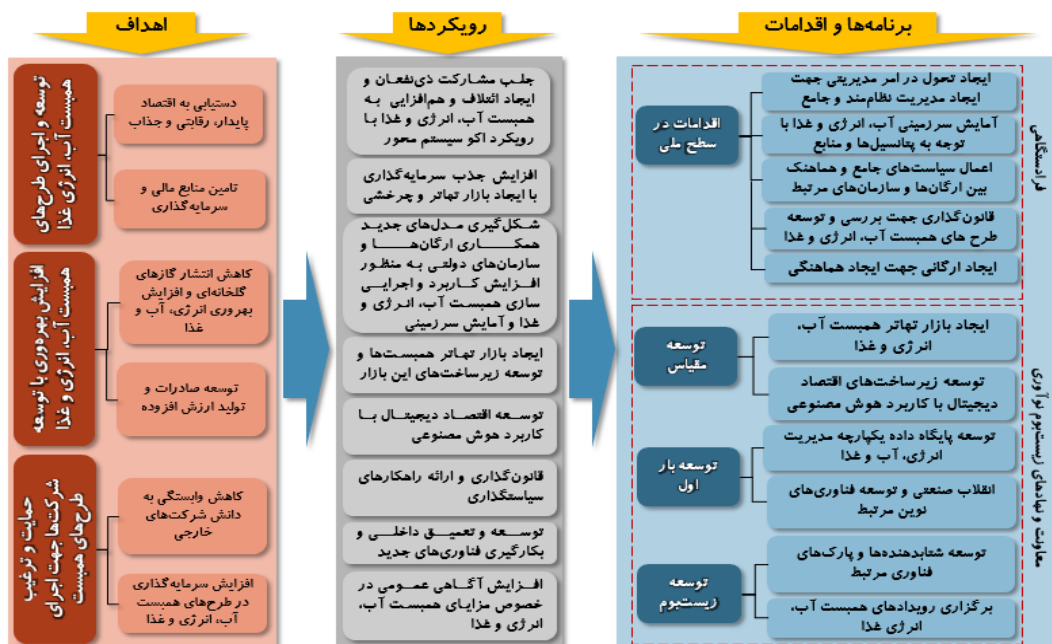 اهداف
رویکردها
برنامه‌ها و اقدامات
توسعه و اجرای طرح‌های
همبست آب، انرژی غذا
دستیابی به اقتصاد
پایدار، رقابتی و جذاب
تامین منابع مالی و
سرمایه‌گذاری
افزایش بهره‌وری با توسعه
همبست آب، انرژی و غذا
کاهش انتشار گازهای
گلخانه‌ای و افزایش
بهروری انرژی، آب و
غذا
توسعه صادرات و
تولید ارزش افزوده
حمایت و ترغیب
شرکت‌ها جهت اجرای
طرح‌های همبست
کاهش وابستگی به
دانش شرکت‌های
خارجی
افزایش سرمایه‌گذاری
در طرح‌های همبست
آب، انرژی و غذا
جلب مشارکت ذی‌نفعان و
ایجاد ائتلاف و هم‌افزایی به
همبست آب، انرژی و غذا با
رویکرد اکو سیستم محور
افزایش جذب سرمایه‌گذاری
با ایجاد بازار تهاتر و چرخشی
شکل‌گیری مدل‌های جدید
همکاری ارگان‌ها و
سازمان‌های دولتی به منظور
افزایش کاربرد و اجرایی
سازی همبست آب، انرژی و
غذا و آمایش سرزمینی
ایجاد بازار تهاتر همبست‌ها و
توسعه زیرساخت‌های این بازار
توسعه اقتصاد دیجیتال با
کاربرد هوش مصنوعی
قانون‌گذاری و ارائه راهکارهای
سیاستگذاری
توسعه و تعمیق داخلی و
بکارگیری فناوری‌های جدید
افزایش آگاهی عمومی در
خصوص مزایای همبست آب،
انرژی و غذا
فرادستگاهی
اقدامات در
سطح ملی
ایجاد تحول در امر مدیریتی جهت
ایجاد مدیریت نظام‌مند و جامع
آمایش سرزمینی آب، انرژی و غذا با
توجه به پتانسیل‌ها و منابع
اعمال سیاست‌های جامع و هماهنک
بین ارگان‌ها و سازمان‌های مرتبط
قانون‌گذاری جهت بررسی و توسعه
طرح های همبست آب، انرژی و غذا
ایجاد ارگانی جهت ایجاد هماهنگی
معاونت و نهادهای زیست‌بوم نوآوری
توسعه
مقیاس
ایجاد بازار تهاتر همبست آب،
انرژی و غذا
توسعه زیرساخت‌های اقتصاد
دیجیتال با کاربرد هوش مصنوعی
توسعه بار
اول
توسعه پایگاه داده یکپارچه مدیریت
انرژی، آب و غذا
انقلاب صنعتی و توسعه فناوری‌های
نوین مرتبط
توسعه
زیست‌بوم
توسعه شتابدهنده‌ها و پارک‌های
فناوری مرتبط
برگزاری رویدادهای همبست آب،
انرژی غذا